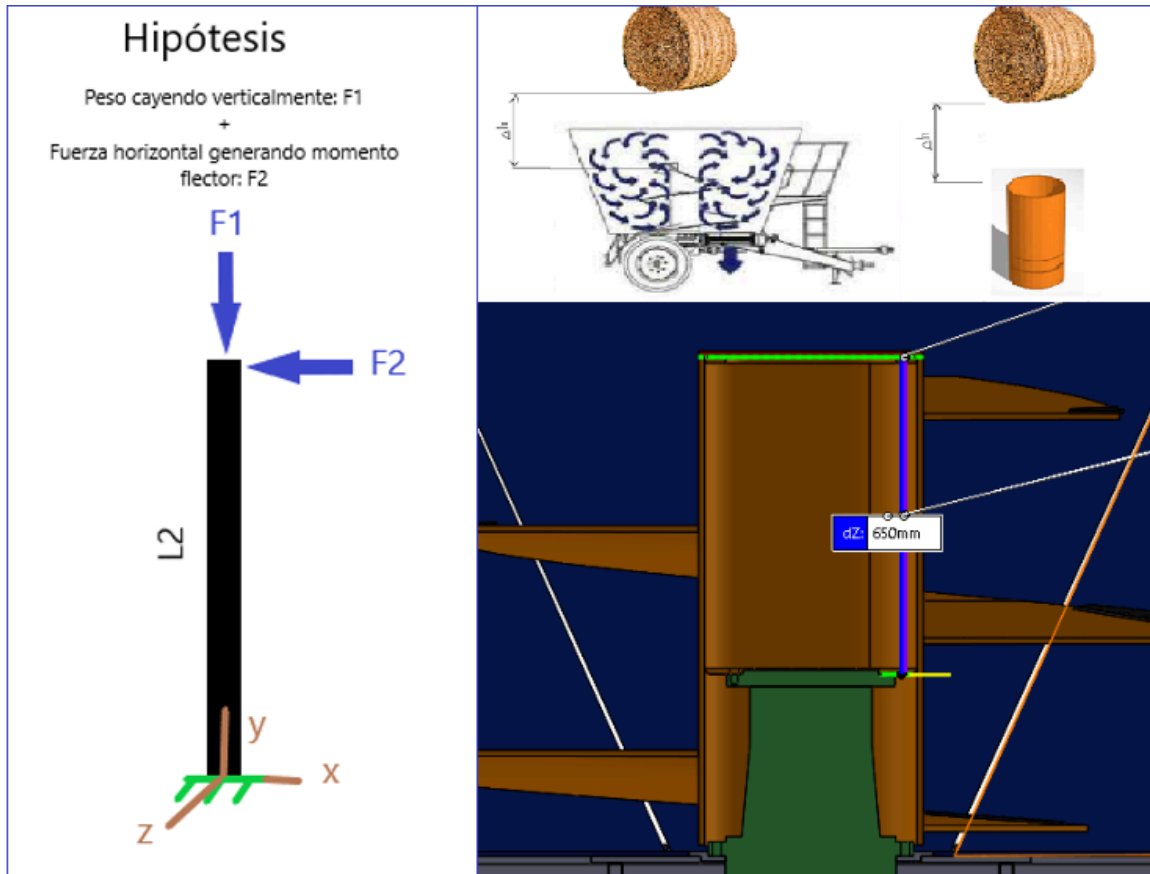 Hipótesis
Peso cayendo verticalmente: F1
+
Fuerza horizontal generando momento
flector: F2
F1
F2
L2
y
x
z
Δh
Δh
dZ: 650mm